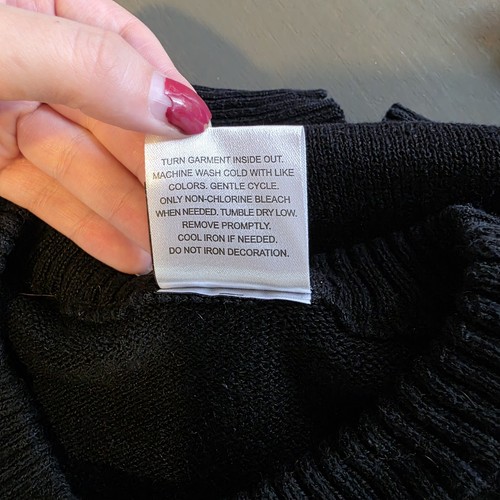 TURN GARMENT INSIDE OUT.
MACHINE WASH COLD WITH LIKE
COLORS. GENTLE CYCLE.
ONLY NON-CHLORINE BLEACH
WHEN NEEDED. TUMBLE DRY LOW.
REMOVE PROMPTLY.
COOL IRON IF NEEDED.
DO NOT IRON DECORATION.